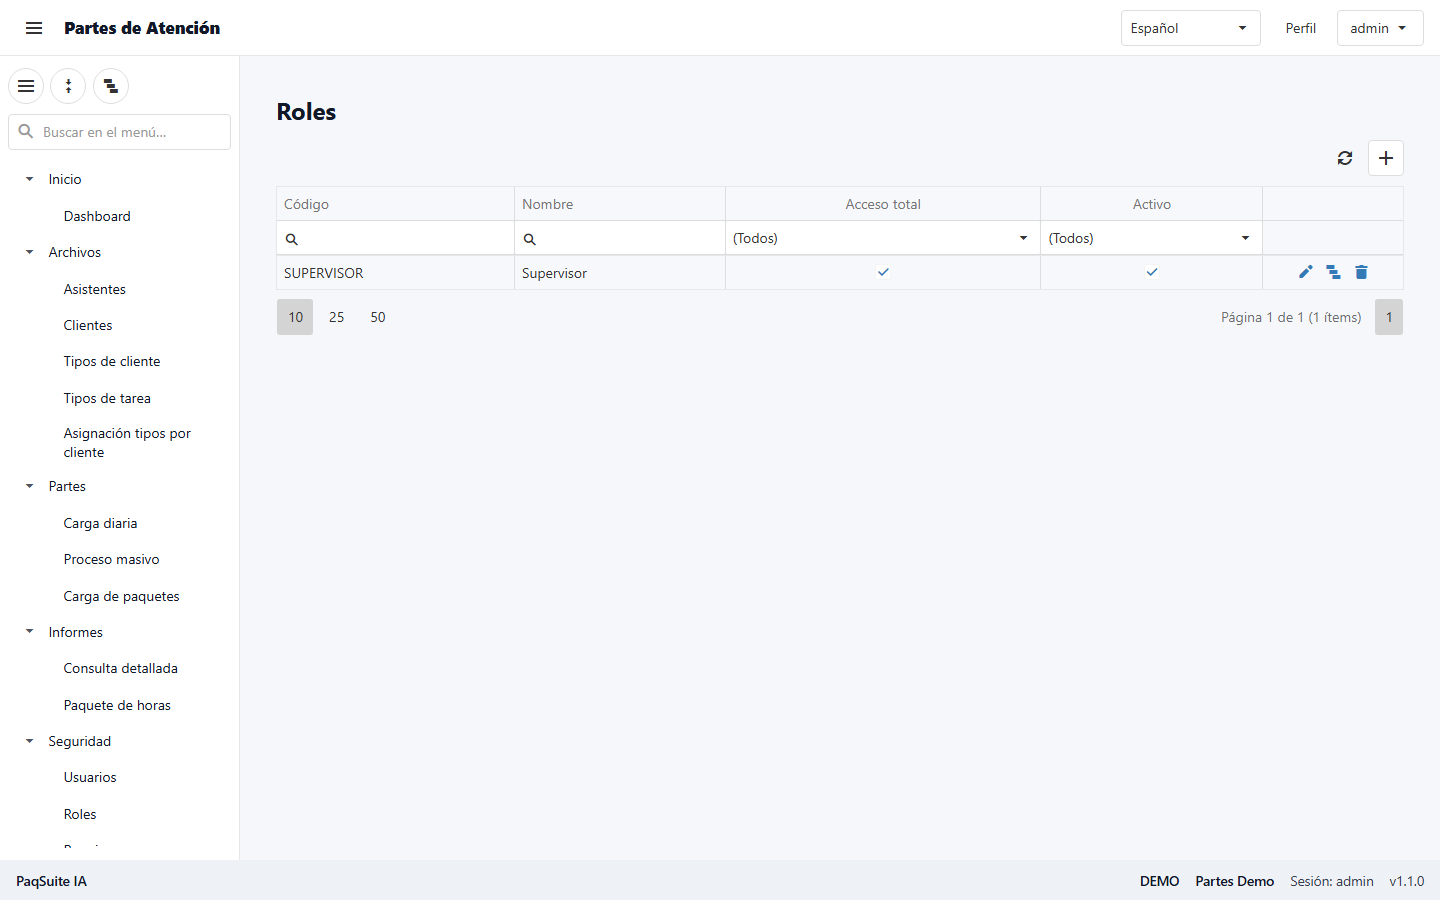 Partes de Atención
Español
Perfil
admin
Buscar en el menú...
Inicio
Dashboard
Archivos
Asistentes
Clientes
Tipos de cliente
Tipos de tarea
Asignación tipos por
cliente
Partes
Carga diaria
Proceso masivo
Carga de paquetes
Informes
Consulta detallada
Paquete de horas
Seguridad
Usuarios
Roles
Roles
Código Nombre Acceso total Activo
(Todos) (Todos)
SUPERVISOR Supervisor
10 25 50
Página 1 de 1 (1 ítems) 1
PaqSuite IA
DEMO Partes Demo Sesión: admin v1.1.0